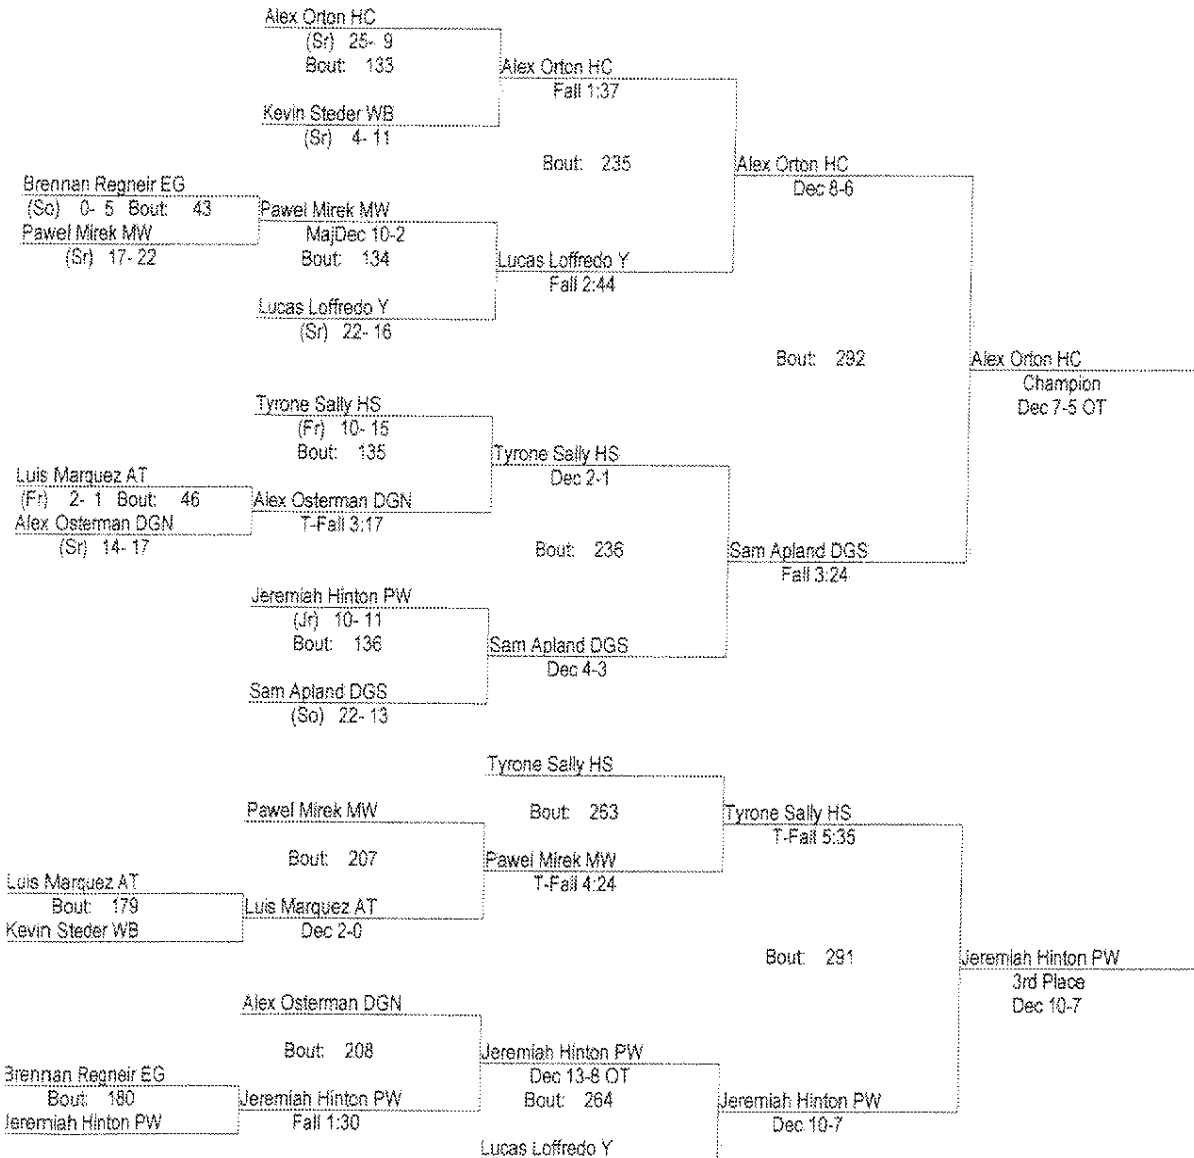 Alex Orton HC
(Sr) 25- 9
Bout: 133
Alex Orton HC
Fall 1:37
Kevin Steder WB
(Sr) 4- 11
Bout: 235
Alex Orton HC
Dec 8-6
Brennan Regneir EG
(So) 0- 5 Bout: 43
Pawel Mirek MW
(Sr) 17- 22
Pawel Mirek MW
MajDec 10-2
Bout: 134
Lucas Loffredo Y
Fall 2:44
Lucas Loffredo Y
(Sr) 22- 16
Bout: 292
Alex Orton HC
Champion
Dec 7-5 OT
Tyrone Sally HS
(Fr) 10- 15
Bout: 135
Tyrone Sally HS
Dec 2-1
Luis Marquez AT
(Fr) 2- 1 Bout: 46
Alex Osterman DGN
(Sr) 14- 17
Alex Osterman DGN
T-Fall 3:17
Bout: 236
Sam Apland DGS
Fall 3:24
Jeremiah Hinton PW
(Jr) 10- 11
Bout: 136
Sam Apland DGS
Dec 4-3
Sam Apland DGS
(So) 22- 13
Tyrone Sally HS
Bout: 263
Tyrone Sally HS
T-Fall 5:35
Pawel Mirek MW
Bout: 207
Pawel Mirek MW
T-Fall 4:24
Luis Marquez AT
Bout: 179
Kevin Steder WB
Luis Marquez AT
Dec 2-0
Bout: 291
Jeremiah Hinton PW
3rd Place
Dec 10-7
Alex Osterman DGN
Bout: 208
Jeremiah Hinton PW
Dec 13-8 OT
Bout: 264
Brennan Regneir EG
Bout: 180
Jeremiah Hinton PW
Jeremiah Hinton PW
Fall 1:30
Jeremiah Hinton PW
Dec 10-7
Lucas Loffredo Y